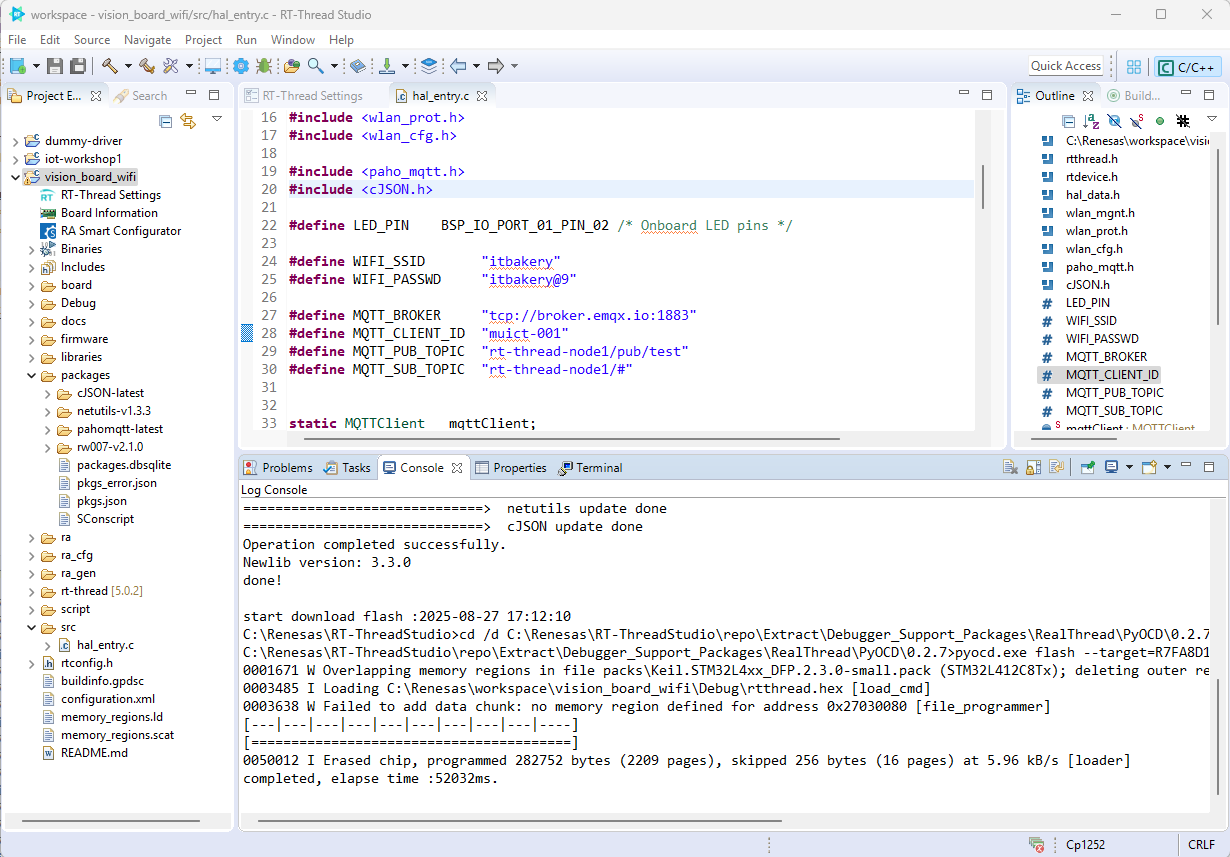 workspace - vision_board_wifi/src/hal_entry.c - RT-Thread Studio
File Edit Source Navigate Project Run Window Help
Quick Access
C/C++
Project E...
Search
dummy-driver
iot-workshop1
vision_board_wifi
RT-Thread Settings
Board Information
RA Smart Configurator
Binaries
Includes
board
Debug
docs
firmware
libraries
packages
cJSON-latest
netutils-v1.3.3
pahomqtt-latest
rw007-v2.1.0
packages.dbsqlite
pkgs_error.json
pkgs.json
SConscript
ra
ra_cfg
ra_gen
rt-thread [5.0.2]
script
src
hal_entry.c
rtconfig.h
buildinfo.gpdsc
configuration.xml
memory_regions.ld
memory_regions.scat
README.md
RT-Thread Settings
hal_entry.c
16 #include <wlan_prot.h>
17 #include <wlan_cfg.h>
18
19 #include <paho_mqtt.h>
20 #include <cJSON.h>
21
22 #define LED_PIN    BSP_IO_PORT_01_PIN_02 /* Onboard LED pins */
23
24 #define WIFI_SSID       "itbakery"
25 #define WIFI_PASSWD     "itbakery@9"
26
27 #define MQTT_BROKER     "tcp://broker.emqx.io:1883"
28 #define MQTT_CLIENT_ID  "muict-001"
29 #define MQTT_PUB_TOPIC  "rt-thread-node1/pub/test"
30 #define MQTT_SUB_TOPIC  "rt-thread-node1/#"
31
32
33 static MQTTClient   mqttClient;
Outline
Build...
C:\Renesas\workspace\visi
rtthread.h
rtdevice.h
hal_data.h
wlan_mgnt.h
wlan_prot.h
wlan_cfg.h
paho_mqtt.h
cJSON.h
LED_PIN
WIFI_SSID
WIFI_PASSWD
MQTT_BROKER
MQTT_CLIENT_ID
MQTT_PUB_TOPIC
MQTT_SUB_TOPIC
mqttClient : MQTTClient
Problems Tasks Console Properties Terminal
Log Console
==============================>  netutils update done
==============================>  cJSON update done
Operation completed successfully.
Newlib version: 3.3.0
done!
start download flash :2025-08-27 17:12:10
C:\Renesas\RT-ThreadStudio>cd /d C:\Renesas\RT-ThreadStudio\repo\Extract\Debugger_Support_Packages\RealThread\PyOCD\0.2.7
C:\Renesas\RT-ThreadStudio\repo\Extract\Debugger_Support_Packages\RealThread\PyOCD\0.2.7>pyocd.exe flash --target=R7FA8D1
0001671 W Overlapping memory regions in file packs\Keil.STM32L4xx_DFP.2.3.0-small.pack (STM32L412C8Tx); deleting outer re
0003485 I Loading C:\Renesas\workspace\vision_board_wifi\Debug\rtthread.hex [load_cmd]
0003638 W Failed to add data chunk: no memory region defined for address 0x27030080 [file_programmer]
[---|---|---|---|---|---|---|---|---|----]
[========================================]
0050012 I Erased chip, programmed 282752 bytes (2209 pages), skipped 256 bytes (16 pages) at 5.96 kB/s [loader]
completed, elapse time :52032ms.
Cp1252
CRLF